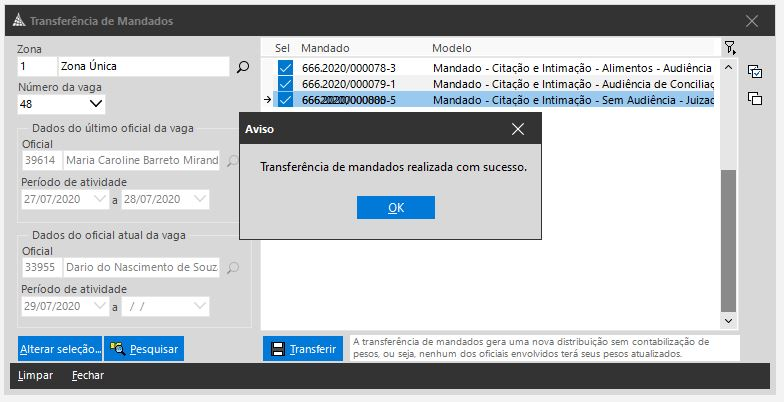 Transferência de Mandados
Zona
1 Zona Única
Número da vaga
48
Dados do último oficial da vaga
Oficial
39614 Maria Caroline Barreto Mirand
Período de atividade
27/07/2020 a 28/07/2020
Dados do oficial atual da vaga
Oficial
33955 Dario do Nascimento de Souz
Período de atividade
29/07/2020 a / /
Alterar seleção... Pesquisar
Sel Mandado Modelo
666.2020/000078-3 Mandado - Citação e Intimação - Alimentos - Audiência
666.2020/000079-1 Mandado - Citação e Intimação - Audiência de Conciliaç
Mandado - Citação e Intimação - Sem Audiência - Juizac
Aviso
Transferência de mandados realizada com sucesso.
OK
Transferir
A transferência de mandados gera uma nova distribuição sem contabilização de
pesos, ou seja, nenhum dos oficiais envolvidos terá seus pesos atualizados.
Limpar Fechar